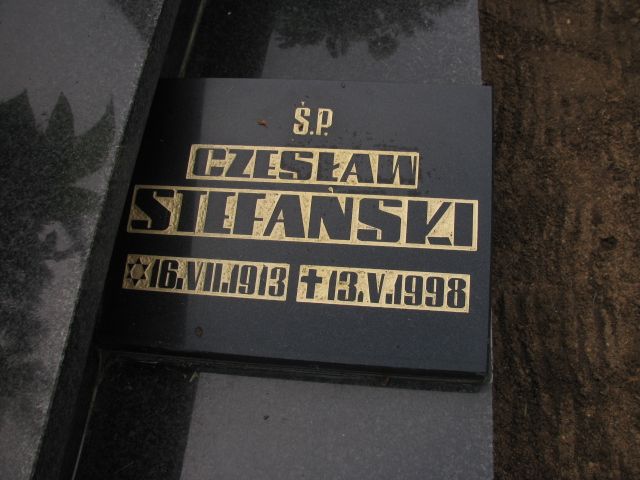 Ś.P.
CZESŁAW
STEFAŃSKI
✡16.VII.1913 ✝13.V.1998